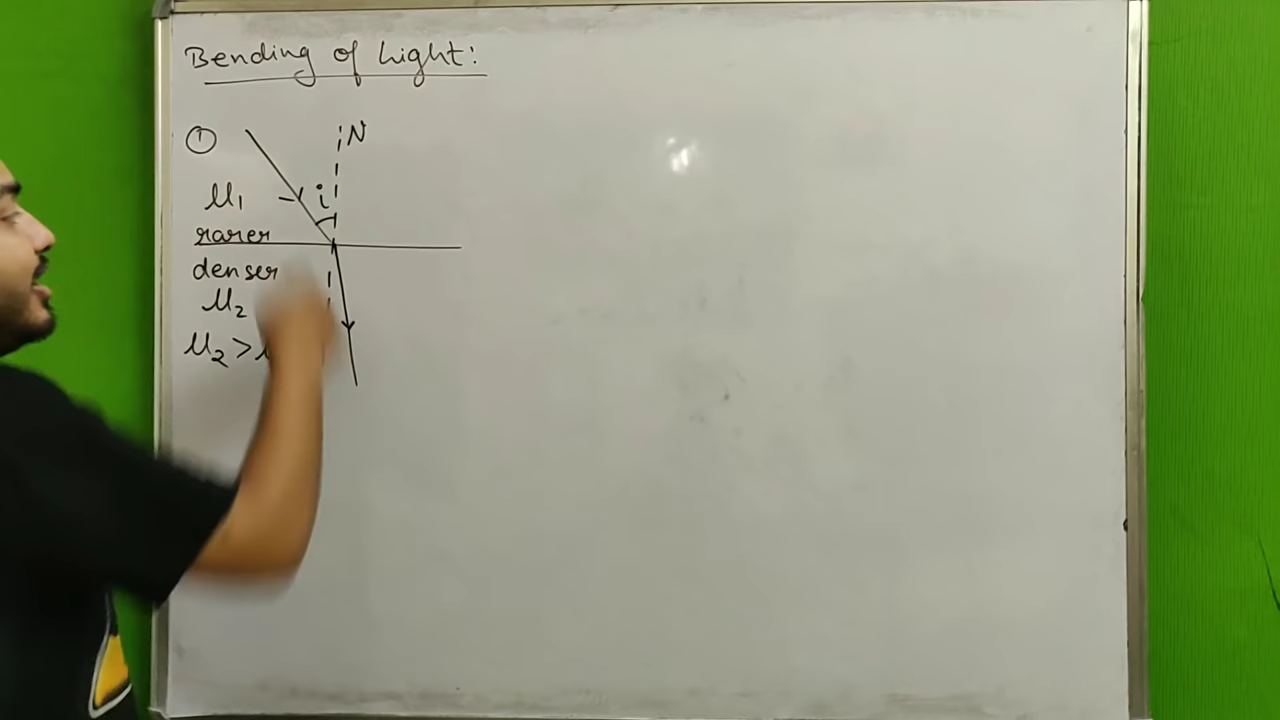 Bending of Light:
① N
μ₁ i
rarer
denser
μ₂
μ₂ >